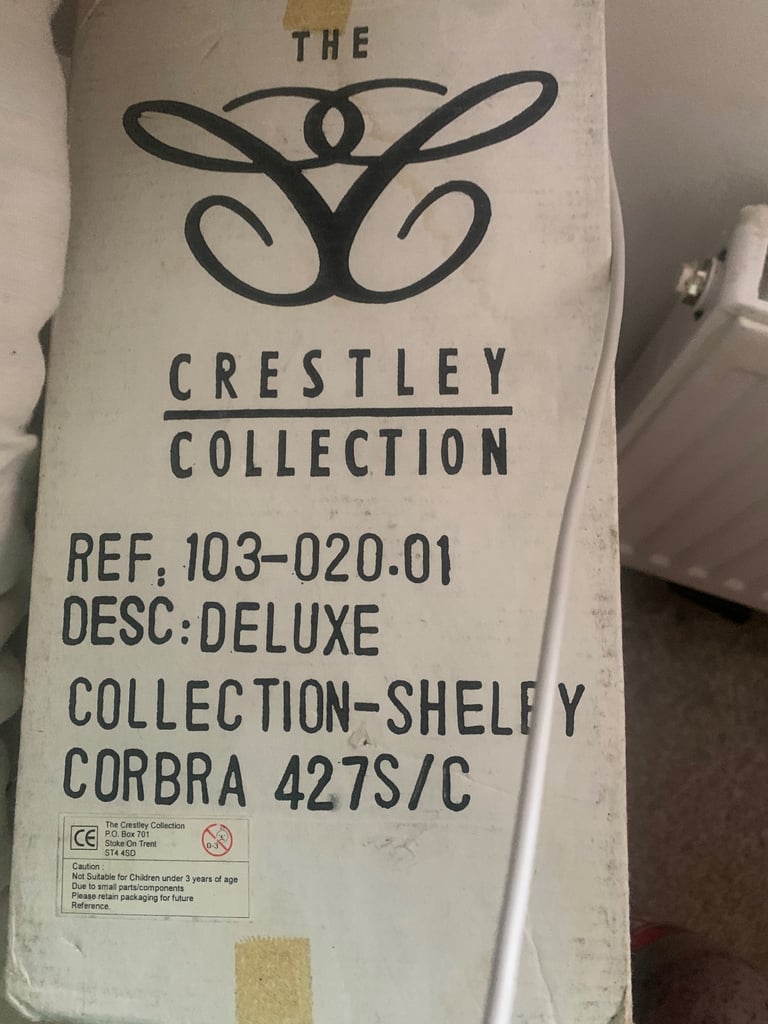 THE
CRESTLEY
COLLECTION
REF: 103-020.01
DESC: DELUXE
COLLECTION-
CORBRA 427S/C
CE
The Crestley Collection
P.O. Box 701
Stoke On Trent
ST4 4SD
0-3
Caution :
Not Suitable for Children under 3 years of age
Due to small parts/components
Please retain packaging for future
Reference.